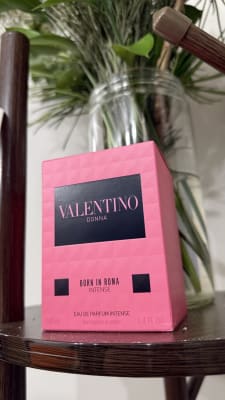 VALENTINO
DONNA
BORN IN ROMA
INTENSE
EAU DE PARFUM INTENSE